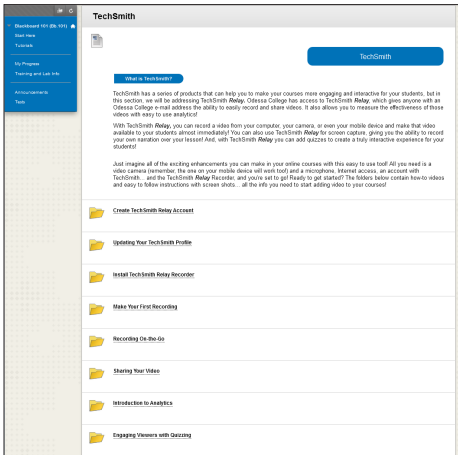 TechSmith
Blackboard 101 (Bb 101)
Start Here
Tutorials
My Progress
Training and Lab Info
Announcements
Tests
TechSmith
What is TechSmith?
TechSmith has a series of products that can help you to make your courses more engaging and interactive for your students, but in
this section, we will be addressing TechSmith Relay. Odessa College has access to TechSmith Relay, which gives anyone with an
Odessa College e-mail address the ability to easily record and share videos. It also allows you to measure the effectiveness of those
videos with easy to use analytics!
With TechSmith Relay, you can record a video from your computer, your camera, or even your mobile device and make that video
available to your students almost immediately! You can also use TechSmith Relay for screen capture, giving you the ability to record
your own narration over your lesson! And, with TechSmith Relay you can add quizzes to create a truly interactive experience for your
students!
Just imagine all of the exciting enhancements you can make in your online courses with this easy to use tool! All you need is a
video camera (remember, the one on your mobile device will work too!) and a microphone, Internet access, an account with
TechSmith... and the TechSmith Relay Recorder, and you're set to go! Ready to get started? The folders below contain how-to videos
and easy to follow instructions with screen shots... all the info you need to start adding video to your courses!
Create TechSmith Relay Account
Updating Your TechSmith Profile
Install TechSmith Relay Recorder
Make Your First Recording
Recording On-the-Go
Sharing Your Video
Introduction to Analytics
Engaging Viewers with Quizzing